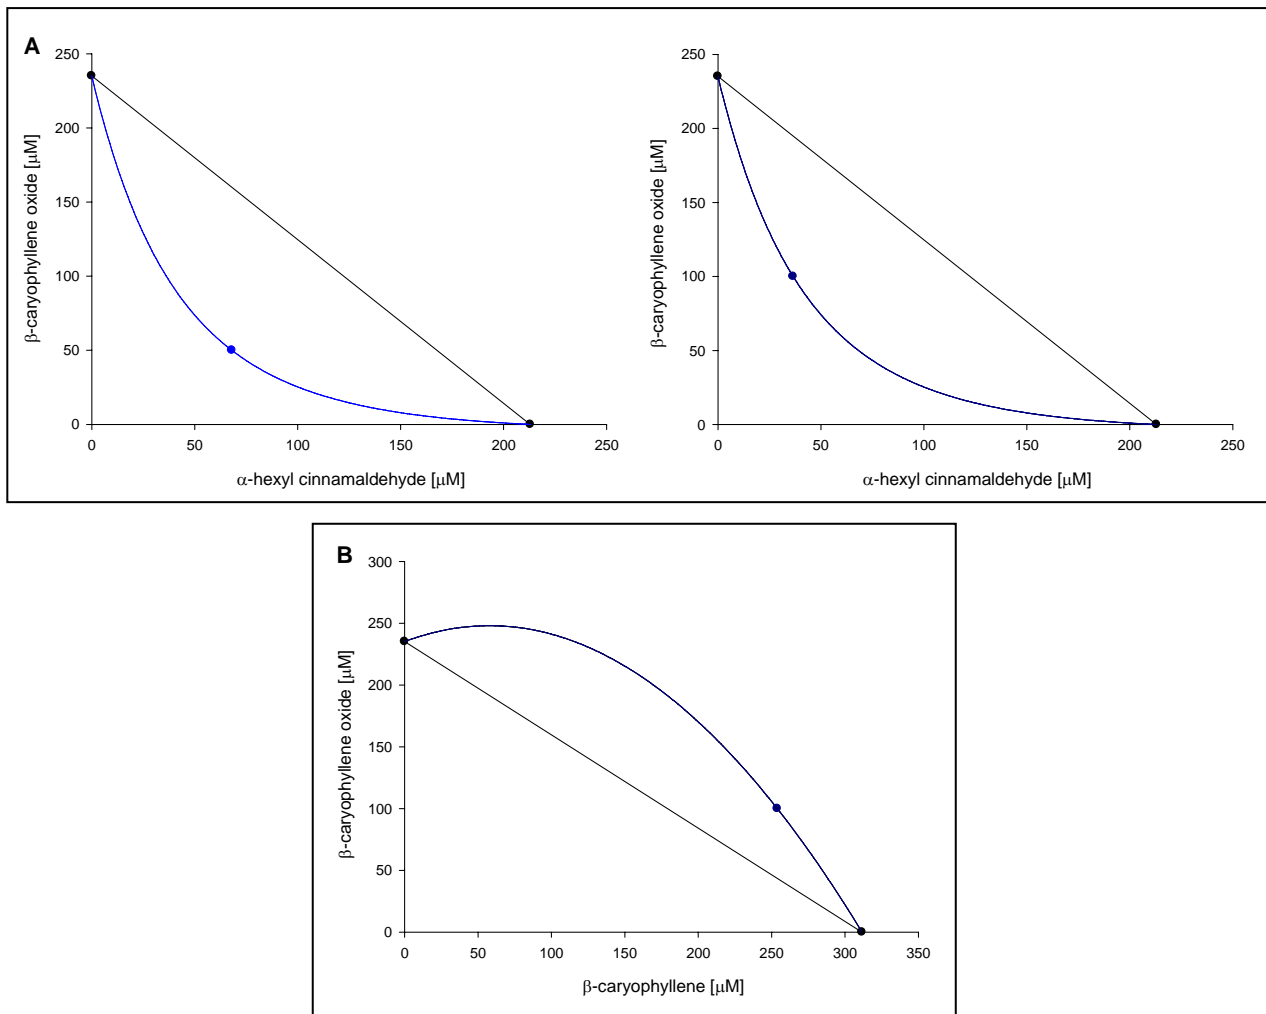 A
250
200
150
100
50
0
β-caryophyllene oxide [μM]
0 50 100 150 200 250
α-hexyl cinnamaldehyde [μM]
250
200
150
100
50
0
β-caryophyllene oxide [μM]
0 50 100 150 200 250
α-hexyl cinnamaldehyde [μM]
B
300
250
200
150
100
50
0
β-caryophyllene oxide [μM]
0 50 100 150 200 250 300 350
β-caryophyllene [μM]